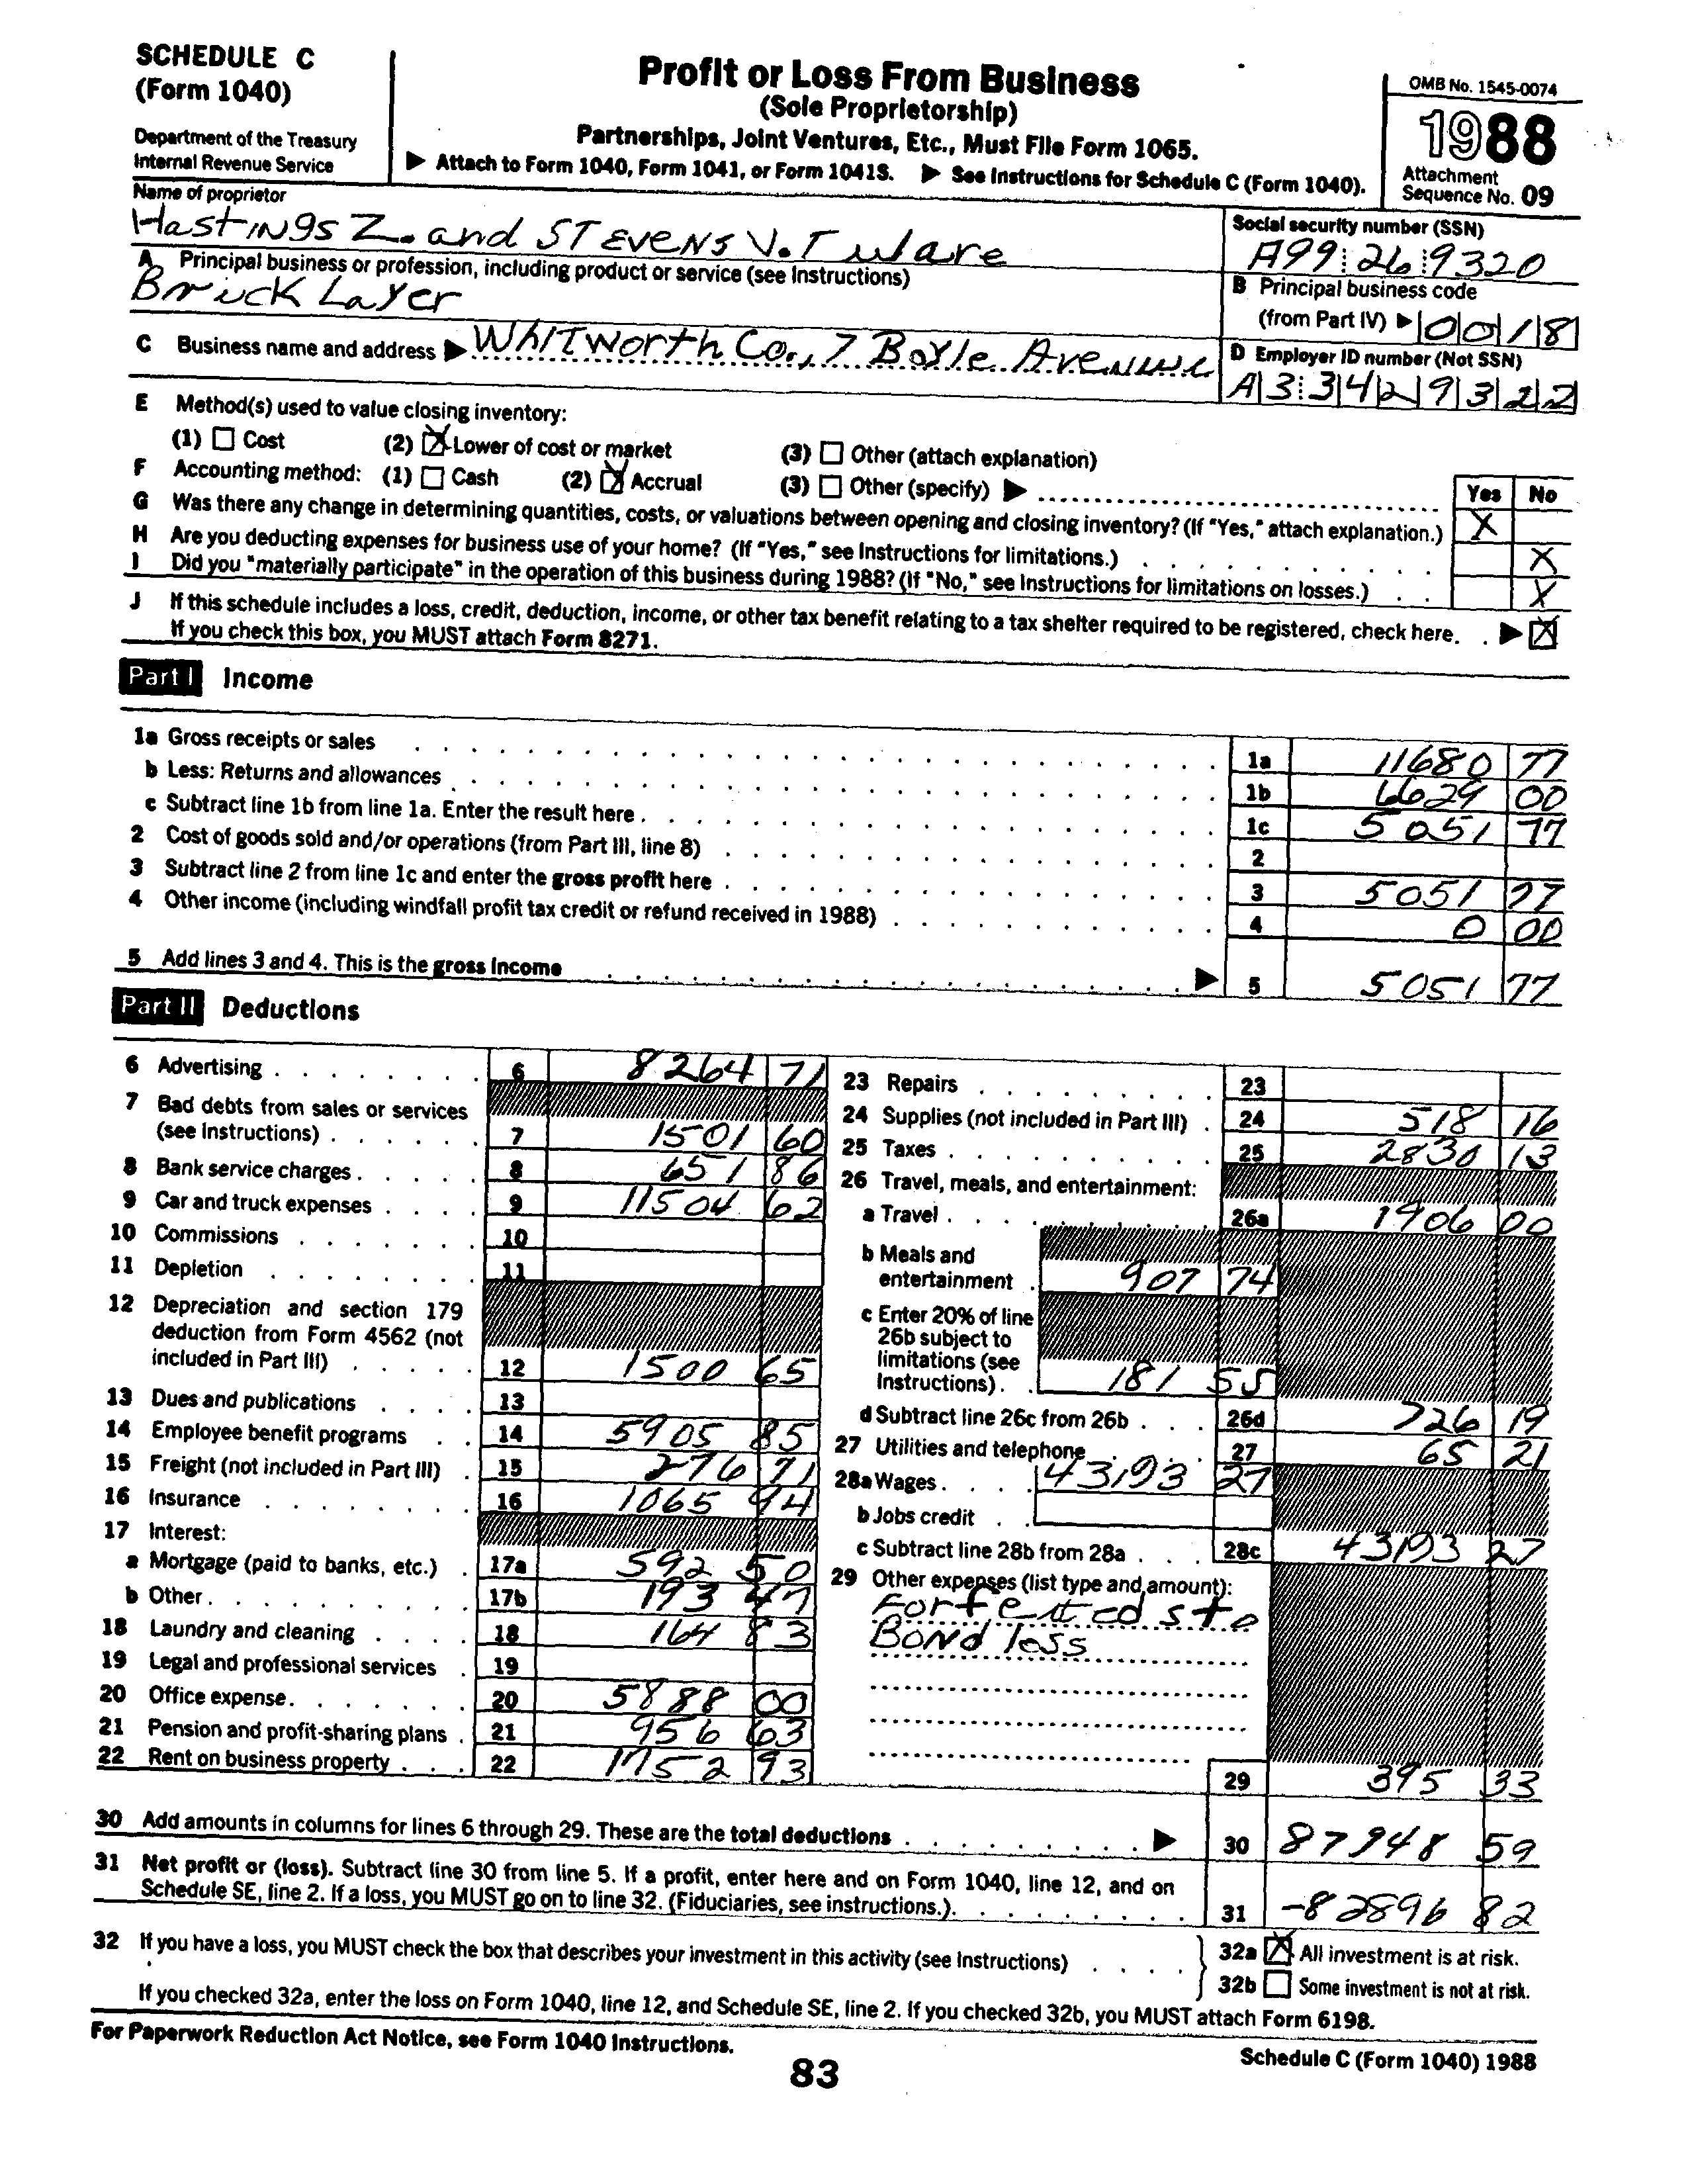 SCHEDULE C
(Form 1040)
Department of the Treasury
Internal Revenue Service
Profit or Loss From Business
(Sole Proprietorship)
Partnerships, Joint Ventures, Etc., Must File Form 1065.
▶ Attach to Form 1040, Form 1041, or Form 1041S. ▶ See Instructions for Schedule C (Form 1040).
OMB No. 1545-0074
1988
Attachment
Sequence No. 09
Name of proprietor
Hastings Z. and STEVENS V. Tulare
Social security number (SSN)
A99 26 9320
A Principal business or profession, including product or service (see Instructions)
Brick Layer
B Principal business code
(from Part IV) ▶ 0018
C Business name and address ▶ Whitworth Co., 7 Boyle Avenue
D Employer ID number (Not SSN)
A3 3429322
E Method(s) used to value closing inventory:
(1) ☐ Cost (2) ☒ Lower of cost or market (3) ☐ Other (attach explanation)
F Accounting method: (1) ☐ Cash (2) ☒ Accrual (3) ☐ Other (specify) ▶
Yes No
G Was there any change in determining quantities, costs, or valuations between opening and closing inventory? (If "Yes," attach explanation.) X
H Are you deducting expenses for business use of your home? (If "Yes," see Instructions for limitations.) X
I Did you "materially participate" in the operation of this business during 1988? (If "No," see Instructions for limitations on losses.) X
J If this schedule includes a loss, credit, deduction, income, or other tax benefit relating to a tax shelter required to be registered, check here. ▶ ☒
If you check this box, you MUST attach Form 8271.
Part I Income
1a Gross receipts or sales 1a 11680 77
b Less: Returns and allowances 1b 6629 00
c Subtract line 1b from line 1a. Enter the result here 1c 5051 77
2 Cost of goods sold and/or operations (from Part III, line 8) 2
3 Subtract line 2 from line 1c and enter the gross profit here 3 5051 77
4 Other income (including windfall profit tax credit or refund received in 1988) 4 0 00
5 Add lines 3 and 4. This is the gross income ▶ 5 5051 77
Part II Deductions
6 Advertising 6 8264 71
7 Bad debts from sales or services
(see Instructions) 7 1501 60
8 Bank service charges 8 651 86
9 Car and truck expenses 9 11504 62
10 Commissions 10
11 Depletion 11
12 Depreciation and section 179
deduction from Form 4562 (not
included in Part III) 12 1500 65
13 Dues and publications 13
14 Employee benefit programs 14 5905 85
15 Freight (not included in Part III) 15 276 71
16 Insurance 16 1065 94
17 Interest:
a Mortgage (paid to banks, etc.) 17a 592 50
b Other 17b 193 47
18 Laundry and cleaning 18 164 83
19 Legal and professional services 19
20 Office expense 20 5888 00
21 Pension and profit-sharing plans 21 956 63
22 Rent on business property 22 1752 93
23 Repairs 23
24 Supplies (not included in Part III) 24 518 16
25 Taxes 25 2830 13
26 Travel, meals, and entertainment:
a Travel 26a 1906 00
b Meals and
entertainment 907 74
c Enter 20% of line
26b subject to
limitations (see
Instructions) 181 55
d Subtract line 26c from 26b 26d 726 19
27 Utilities and telephone 27 65 21
28a Wages 43193 27
b Jobs credit
c Subtract line 28b from 28a 28c 43193 27
29 Other expenses (list type and amount):
Bond loss
29 395 33
30 Add amounts in columns for lines 6 through 29. These are the total deductions ▶ 30 87948 59
31 Net profit or (loss). Subtract line 30 from line 5. If a profit, enter here and on Form 1040, line 12, and on
Schedule SE, line 2. If a loss, you MUST go on to line 32. (Fiduciaries, see instructions.) 31 -82896 82
32 If you have a loss, you MUST check the box that describes your investment in this activity (see Instructions)
32a ☒ All investment is at risk.
32b ☐ Some investment is not at risk.
If you checked 32a, enter the loss on Form 1040, line 12, and Schedule SE, line 2. If you checked 32b, you MUST attach Form 6198.
For Paperwork Reduction Act Notice, see Form 1040 Instructions.
Schedule C (Form 1040) 1988
83